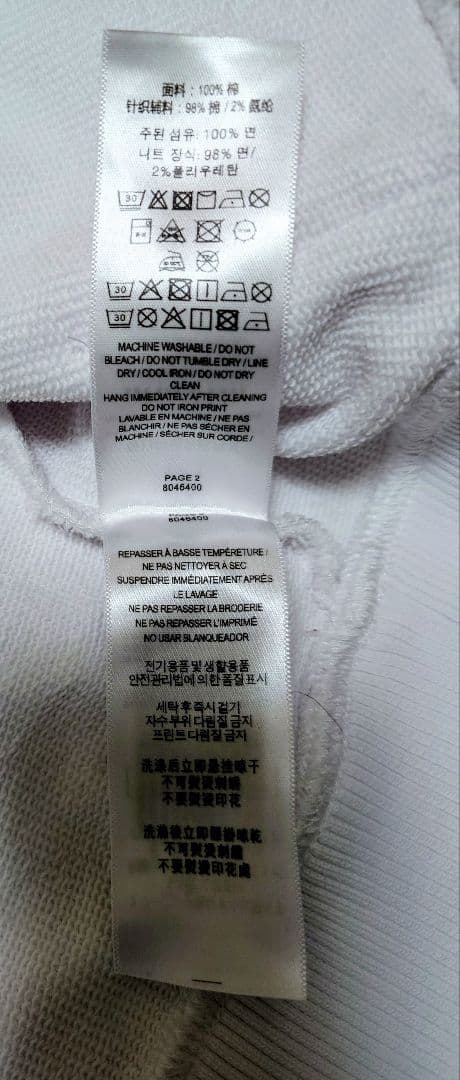 面料：100% 棉
针织辅料：98% 棉 / 2% 氨纶
주된 섬유: 100% 면
니트 장식: 98% 면/
2%폴리우레탄
30
30
30
MACHINE WASHABLE / DO NOT
BLEACH / DO NOT TUMBLE DRY / LINE
DRY / COOL IRON / DO NOT DRY
CLEAN
HANG IMMEDIATELY AFTER CLEANING
DO NOT IRON PRINT
LAVABLE EN MACHINE / NE PAS
BLANCHIR / NE PAS SÉCHER EN
MACHINE / SÉCHER SUR CORDE /
PAGE 2
8046400
8046400
REPASSER À BASSE TEMPÉRETURE /
NE PAS NETTOYER A SEC
SUSPENDRE IMMÉDIATEMENT APRÈS
LE LAVAGE
NE PAS REPASSER LA BRODERIE
NE PAS REPASSER L'IMPRIMÉ
NO USAR BLANQUEADOR
전기용품및생활용품
안전관리법에의한품질표시
세탁후즉시걸기
자수부위다림질금지
프린트다림질금지
洗涤后立即悬挂晾干
不可熨烫刺绣
不要熨烫印花
洗滌後立即懸掛晾乾
不可熨燙刺繡
不要熨燙印花處